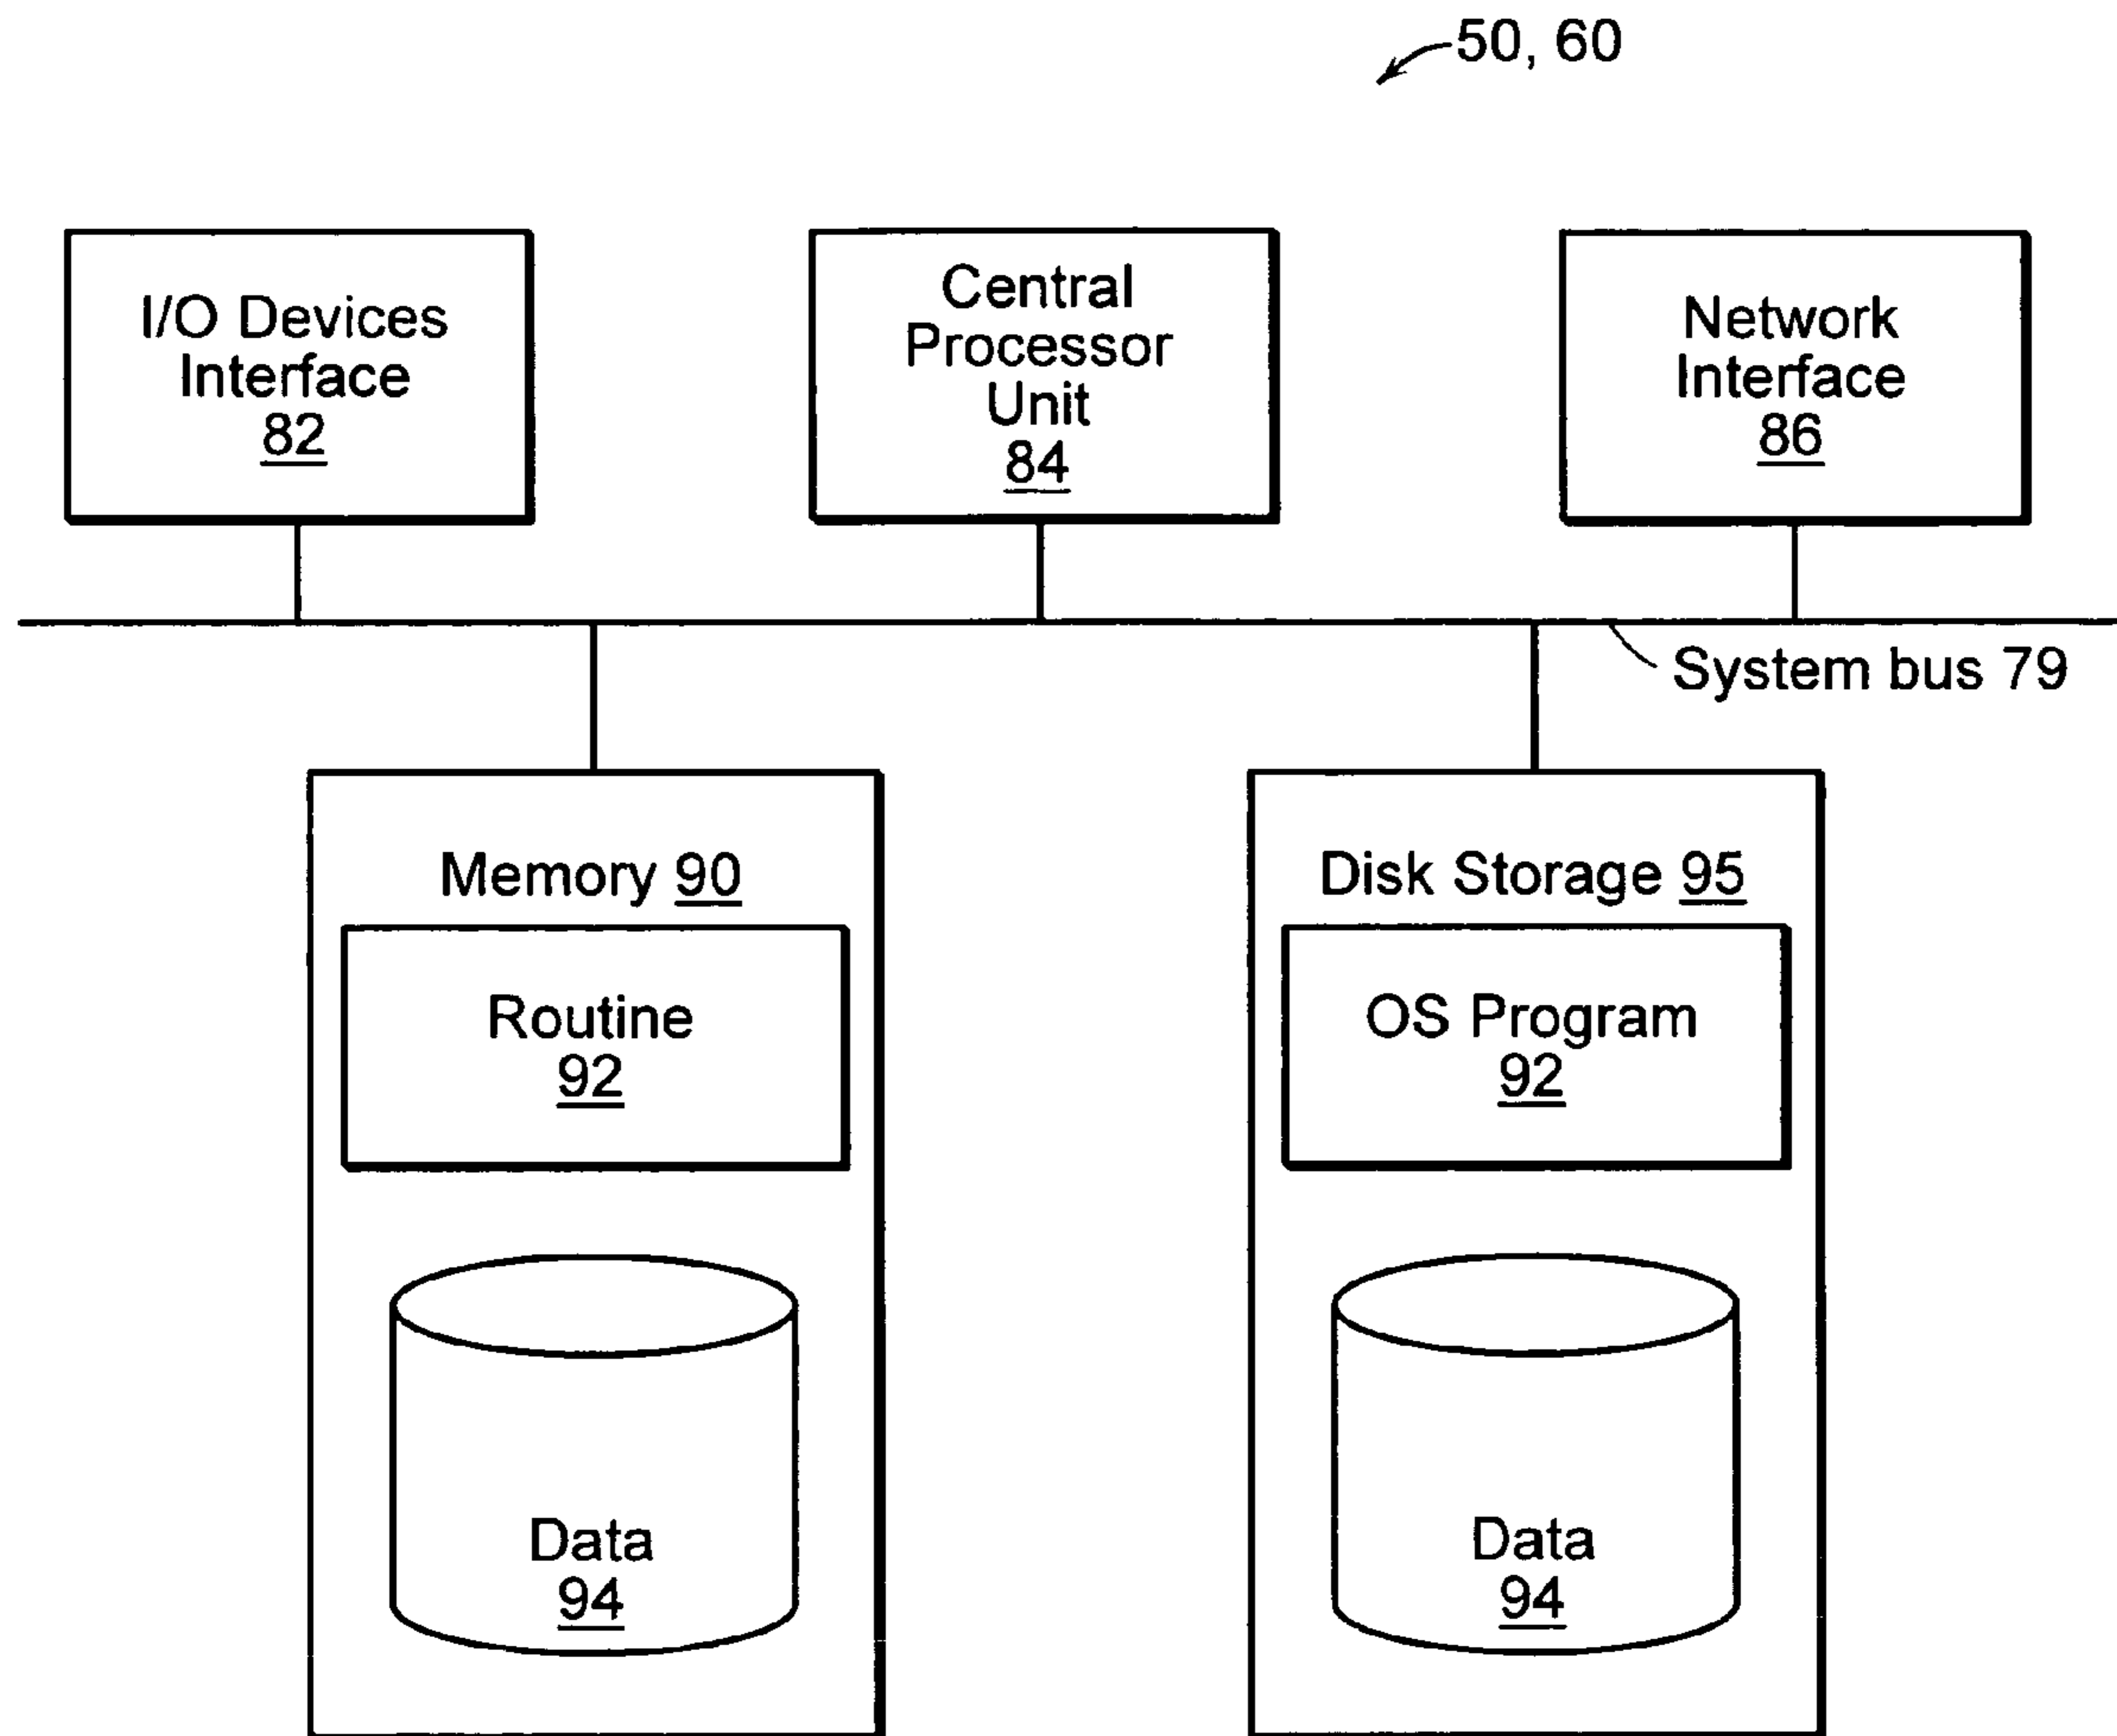 50, 60
I/O Devices
Interface
82
Central
Processor
Unit
84
Network
Interface
86
System bus 79
Memory 90
Routine
92
Data
94
Disk Storage 95
OS Program
92
Data
94